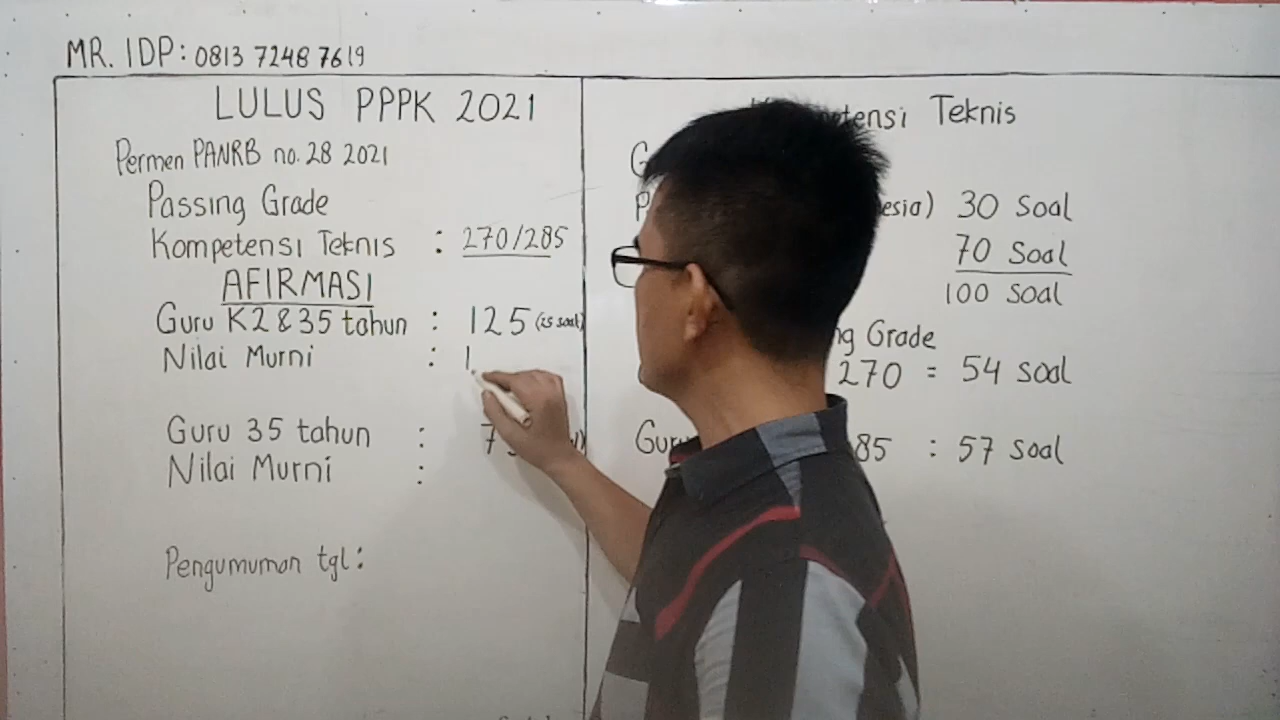 MR. IDP: 0813 7248 7619
LULUS PPPK 2021
Permen PANRB no. 28 2021
Passing Grade
Kompetensi Teknis : 270/285
AFIRMASI
Guru K2 & 35 tahun : 125 (25 soal)
Nilai Murni : 1
Guru 35 tahun :
Nilai Murni :
Pengumuman tgl:
Teknis
30 Soal
70 Soal
100 Soal
Grade
270 = 54 Soal
: 57 Soal